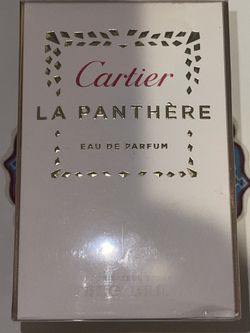 Cartier
LA PANTHÈRE
EAU DE PARFUM